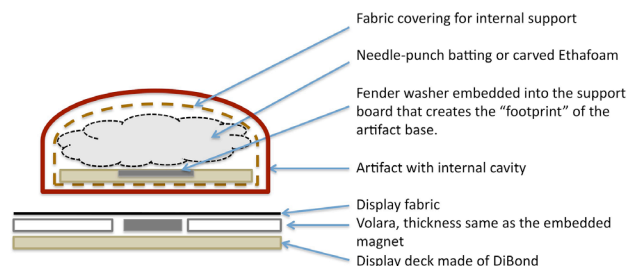 Fabric covering for internal support
Needle-punch batting or carved Ethafoam
Fender washer embedded into the support
board that creates the “footprint” of the
artifact base.
Artifact with internal cavity
Display fabric
Volara, thickness same as the embedded
magnet
Display deck made of DiBond